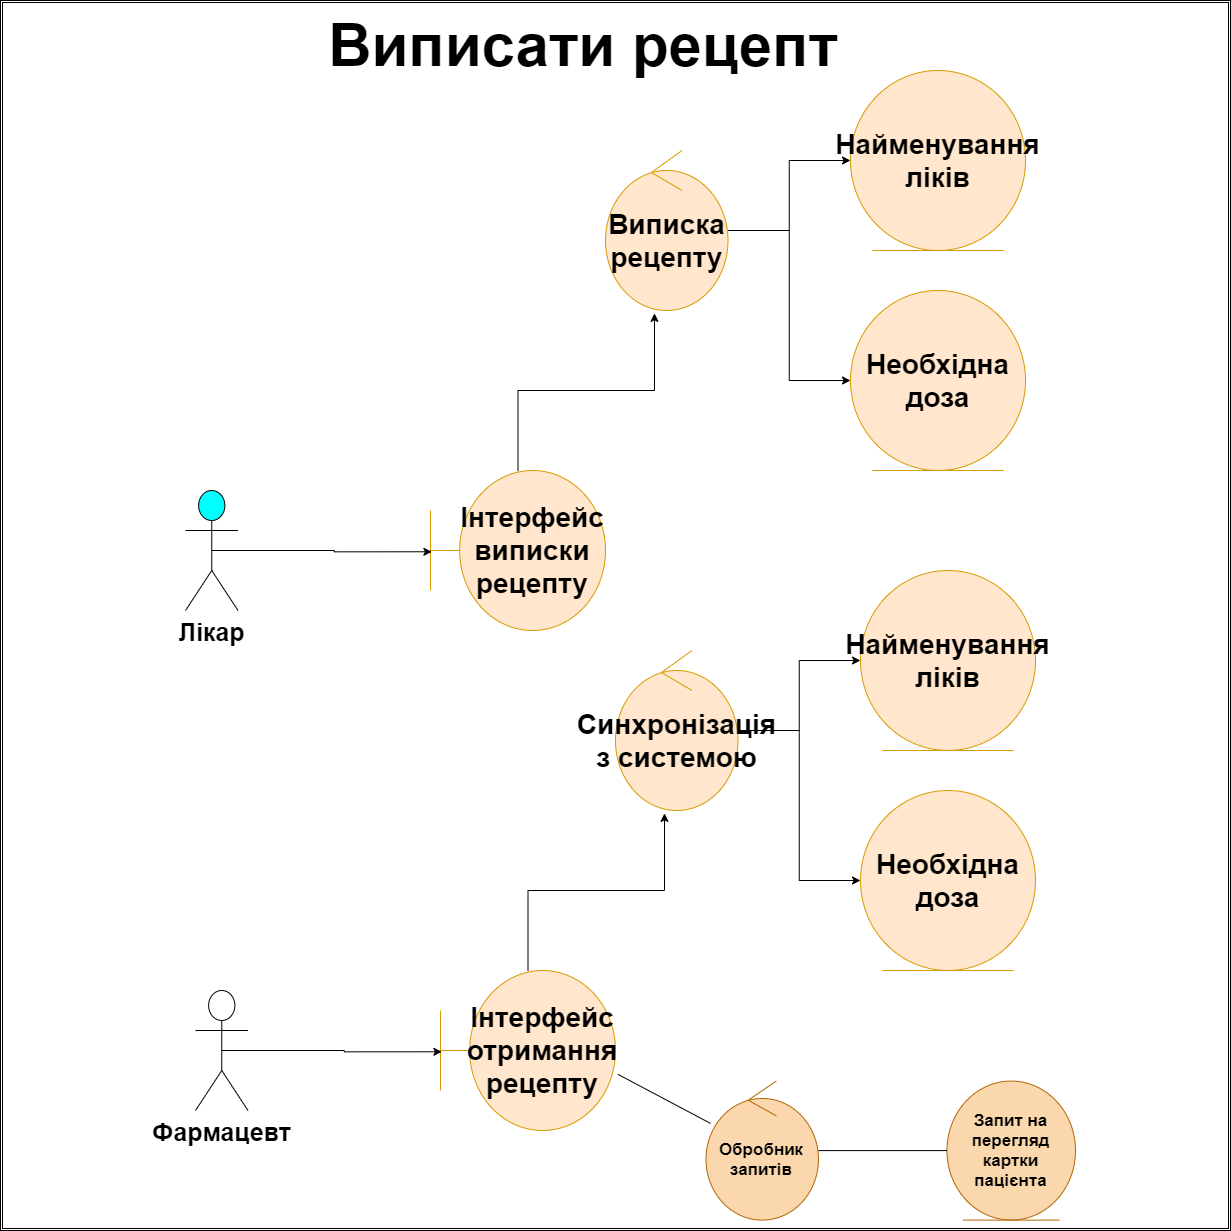 Виписати рецепт
Найменування
ліків
Виписка
рецепту
Необхідна
доза
Інтерфейс
виписки
рецепту
Лікар
Найменування
ліків
Синхронізація
з системою
Необхідна
доза
Інтерфейс
отримання
рецепту
Фармацевт
Обробник
запитів
Запит на
перегляд
картки
пацієнта